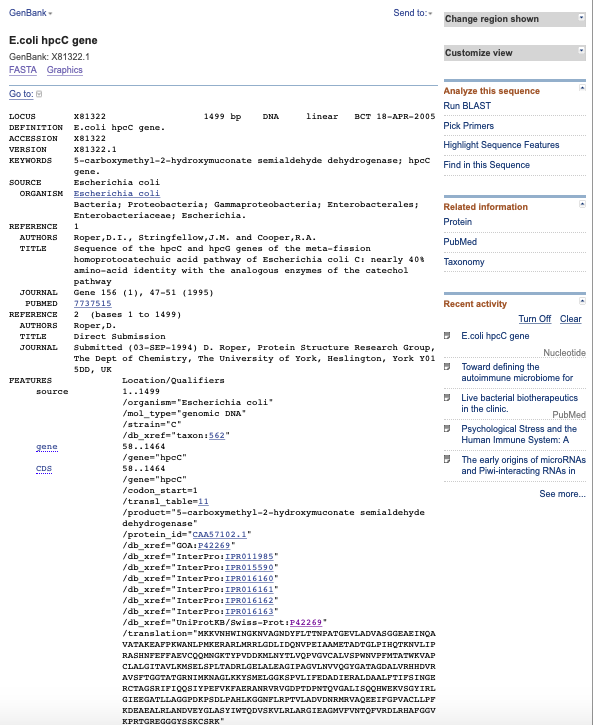 GenBank
Send to:
E.coli hpcC gene
GenBank: X81322.1
FASTA Graphics
Go to:
LOCUS X81322 1499 bp DNA linear BCT 18-APR-2005
DEFINITION E.coli hpcC gene.
ACCESSION X81322
VERSION X81322.1
KEYWORDS 5-carboxymethyl-2-hydroxymuconate semialdehyde dehydrogenase; hpcC
gene.
SOURCE Escherichia coli
ORGANISM Escherichia coli
Bacteria; Proteobacteria; Gammaproteobacteria; Enterobacterales;
Enterobacteriaceae; Escherichia.
REFERENCE 1
AUTHORS Roper,D.I., Stringfellow,J.M. and Cooper,R.A.
TITLE Sequence of the hpcC and hpcG genes of the meta-fission
homoprotocatechuic acid pathway of Escherichia coli C: nearly 40%
amino-acid identity with the analogous enzymes of the catechol
pathway
JOURNAL Gene 156 (1), 47-51 (1995)
PUBMED 7737515
REFERENCE 2 (bases 1 to 1499)
AUTHORS Roper,D.
TITLE Direct Submission
JOURNAL Submitted (03-SEP-1994) D. Roper, Protein Structure Research Group,
The Dept of Chemistry, The University of York, Heslington, York YO1
5DD, UK
FEATURES Location/Qualifiers
source 1..1499
/organism="Escherichia coli"
/mol_type="genomic DNA"
/strain="C"
/db_xref="taxon:562"
gene 58..1464
/gene="hpcC"
CDS 58..1464
/gene="hpcC"
/codon_start=1
/transl_table=11
/product="5-carboxymethyl-2-hydroxymuconate semialdehyde
dehydrogenase"
/protein_id="CAA57102.1"
/db_xref="GOA:P42269"
/db_xref="InterPro:IPR011985"
/db_xref="InterPro:IPR015590"
/db_xref="InterPro:IPR016160"
/db_xref="InterPro:IPR016161"
/db_xref="InterPro:IPR016162"
/db_xref="InterPro:IPR016163"
/db_xref="UniProtKB/Swiss-Prot:P42269"
/translation="MKKVNHWINGKNVAGNDYFLTTNPATGEVLADVASGGEAEINQA
VATAKEAFPKWANLPMKERARLMRRLGDLIDQNVPEIAAMETADTGLPIHQTKNVLIP
RASHNFEFFAEVCQQMNGKTYPVDDKMLNYTLVQPVGVCALVSPWNVPFMTATWKVAP
CLALGITAVLKMSELSPLTADRLGELALEAGIPAGVLNVVQGYGATAGDALVRHHDVR
AVSFTGGTATGRNIMKNAGLKKYSMELGGKSPVLIFEDADIERALDAALFTIFSINGE
RCTAGSRIFIQQSIYPEFVKFAERANRVRVGDPTDPNTQVGALISQQHWEKVSGYIRL
GIEEGATLLAGGPDKPSDLPAHLKGGNFLRPTVLADVDNRMRVAQEEIFGPVACLLPF
KDEAEALRLANDVEYGLASYIWTQDVSKVLRLARGIEAGMVFVNTQFVRDLRHAFGGV
KPRTGREGGGYSSKCSRK"
Change region shown
Customize view
Analyze this sequence
Run BLAST
Pick Primers
Highlight Sequence Features
Find in this Sequence
Related information
Protein
PubMed
Taxonomy
Recent activity
Turn Off Clear
E.coli hpcC gene
Nucleotide
Toward defining the
autoimmune microbiome for
Live bacterial biotherapeutics
in the clinic.
PubMed
Psychological Stress and the
Human Immune System: A
The early origins of microRNAs
and Piwi-interacting RNAs in
See more...